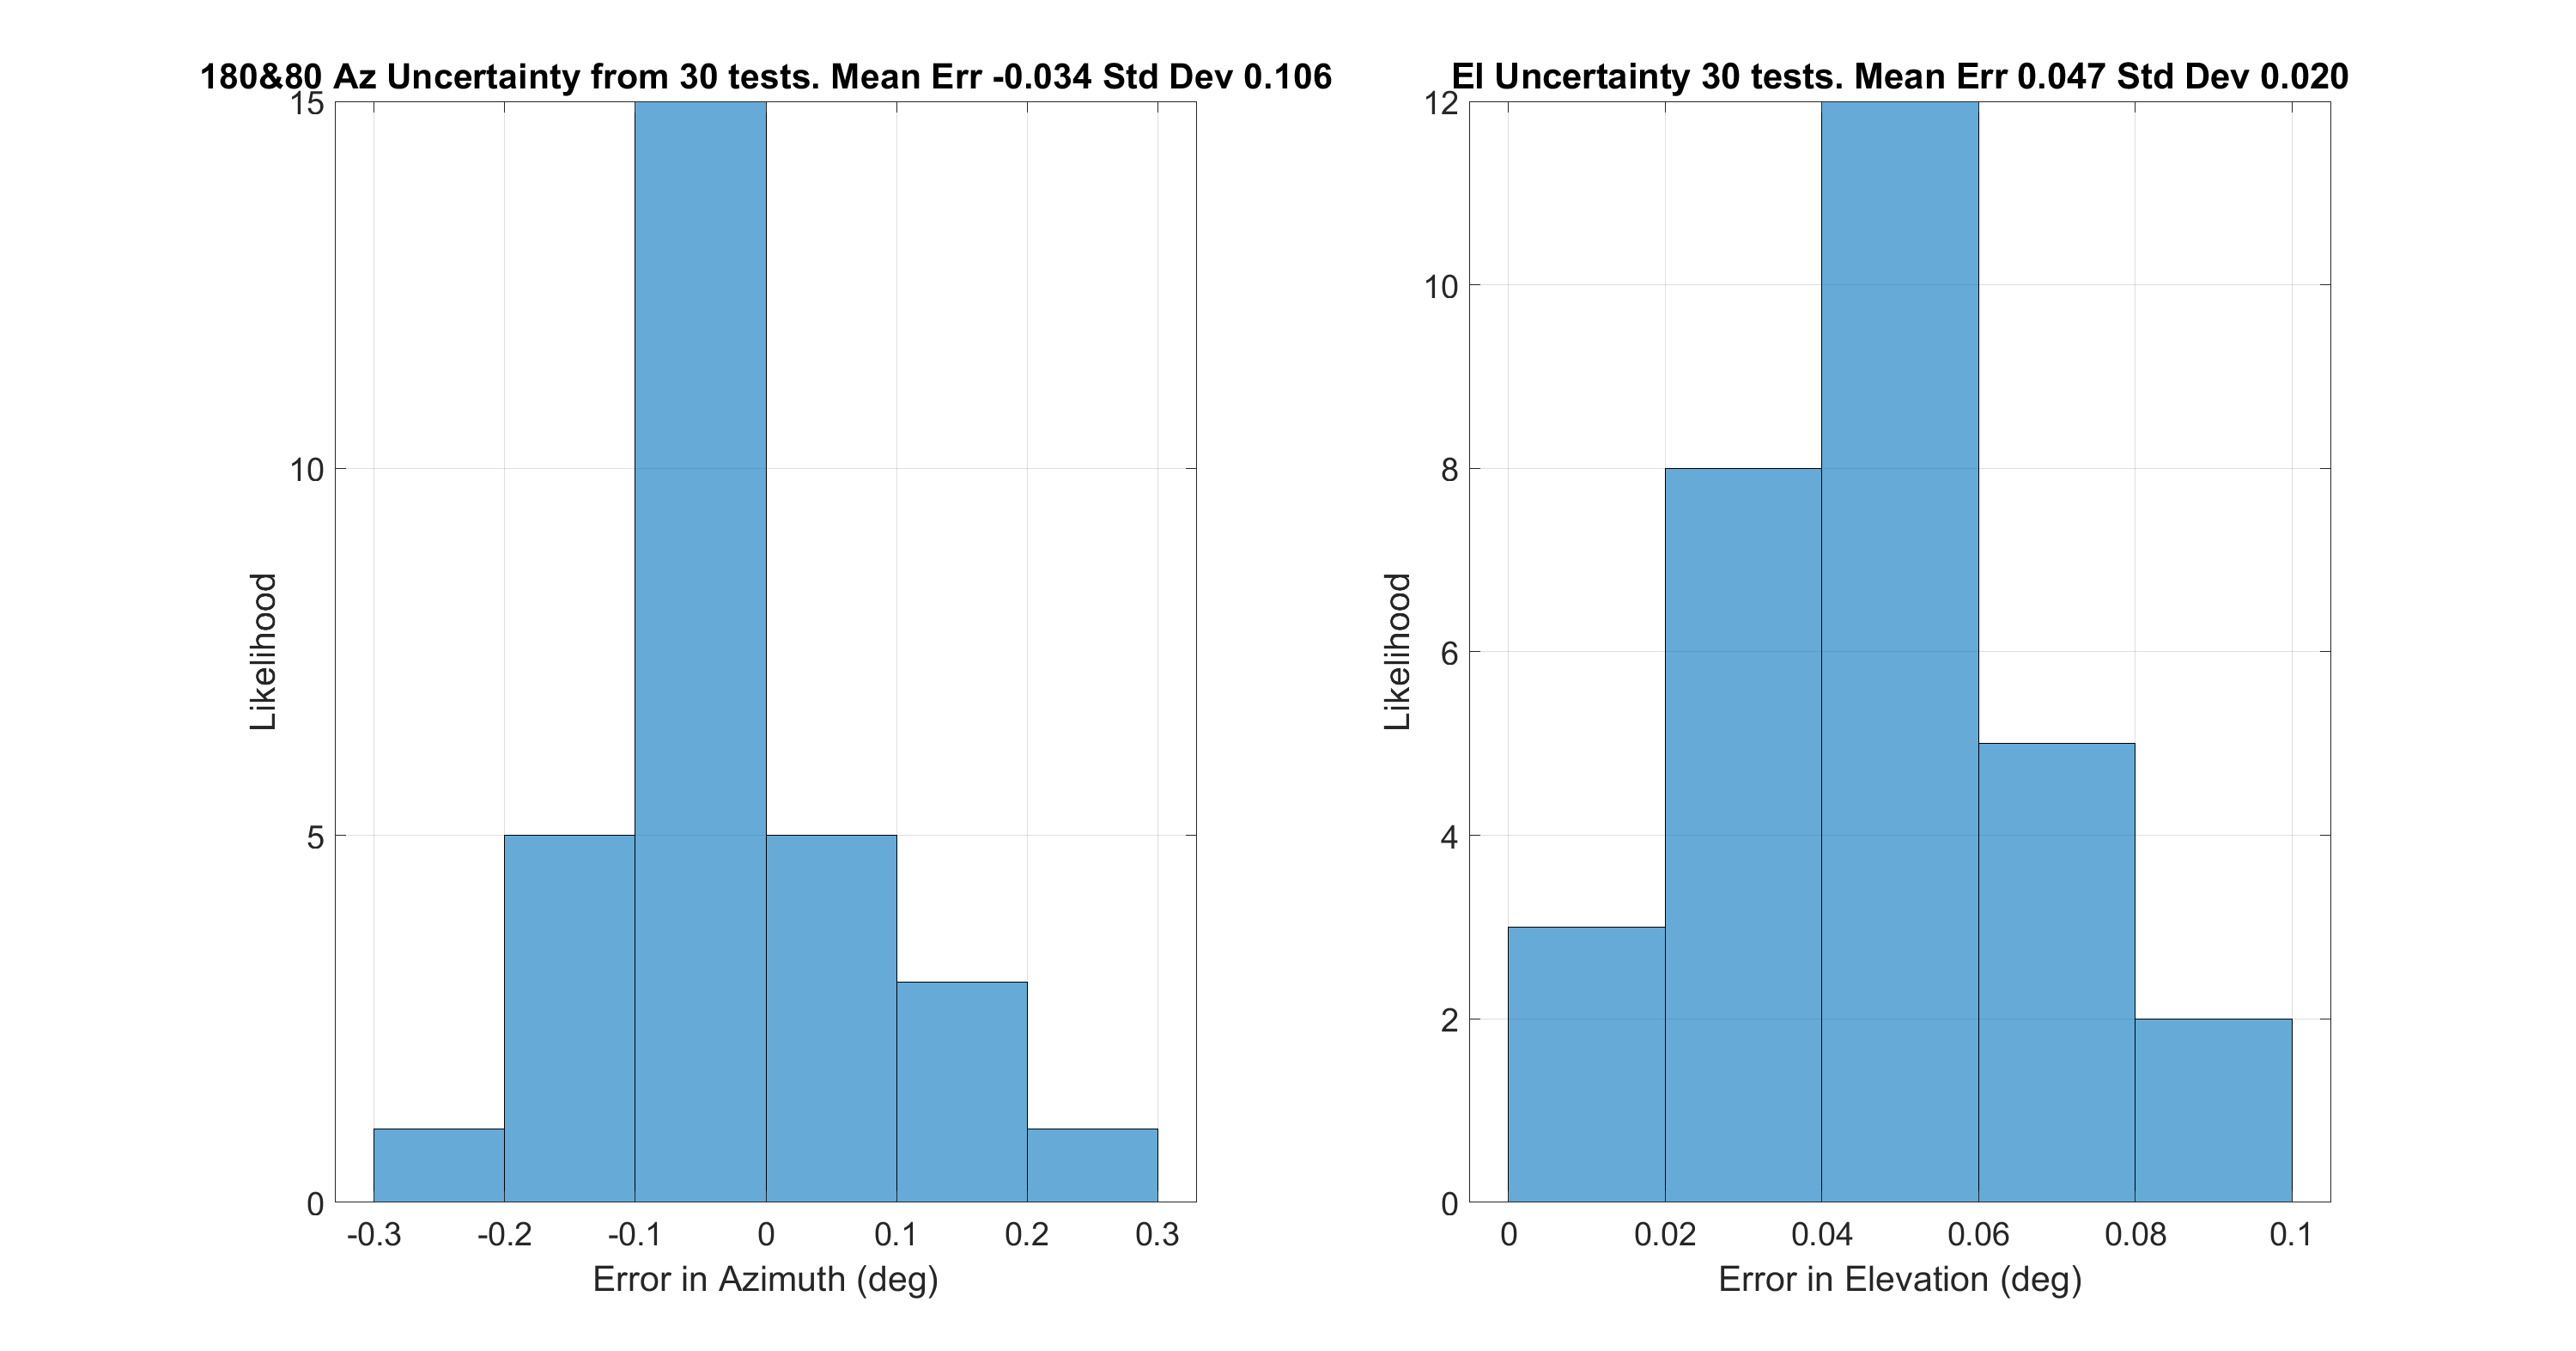 180&80 Az Uncertainty from 30 tests. Mean Err -0.034 Std Dev 0.106
15
10
5
0
Likelihood
-0.3 -0.2 -0.1 0 0.1 0.2 0.3
Error in Azimuth (deg)
El Uncertainty 30 tests. Mean Err 0.047 Std Dev 0.020
12
10
8
6
4
2
0
Likelihood
0 0.02 0.04 0.06 0.08 0.1
Error in Elevation (deg)